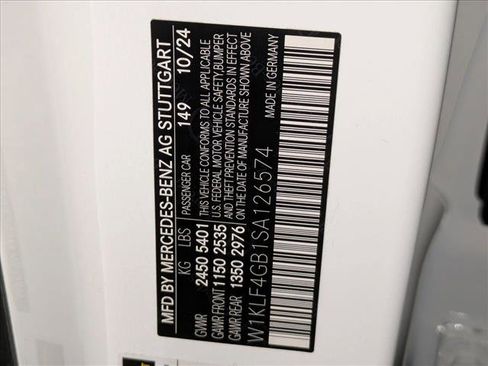 MFD BY MERCEDES-BENZ AG STUTTGART
KG LBS PASSENGER CAR 149 10/24
GVWR 2450 5401 THIS VEHICLE CONFORMS TO ALL APPLICABLE
GAWR FRONT 1150 2535 U.S. FEDERAL MOTOR VEHICLE SAFETY,BUMPER
GAWR REAR 1350 2976 AND THEFT PREVENTION STANDARDS IN EFFECT
ON THE DATE OF MANUFACTURE SHOWN ABOVE
W1KLF4GB1SA126574 MADE IN GERMANY